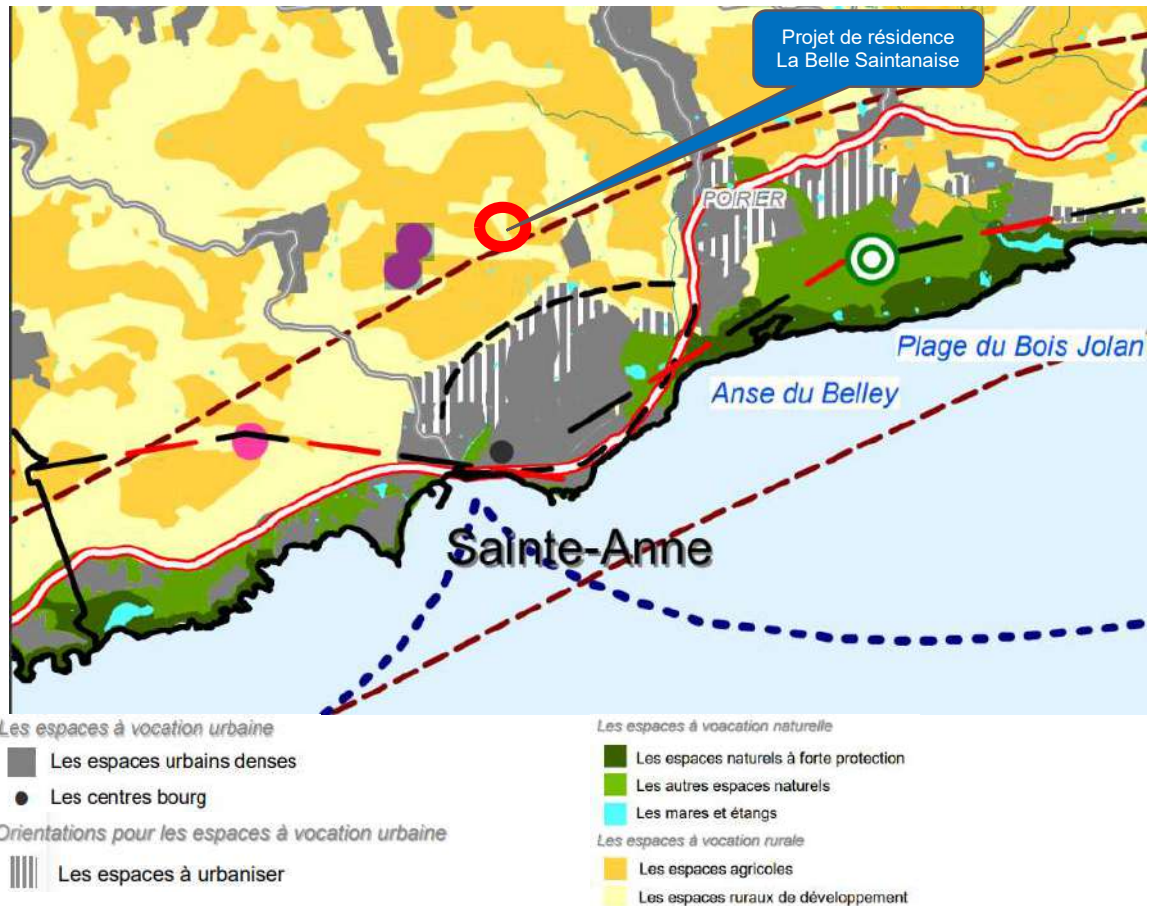 Projet de résidence
La Belle Saintanaise
POIRIER
Plage du Bois Jolan
Anse du Belley
Sainte-Anne
Les espaces à vocation urbaine
Les espaces urbains denses
Les centres bourg
Orientations pour les espaces à vocation urbaine
Les espaces à urbaniser
Les espaces à voacation naturelle
Les espaces naturels à forte protection
Les autres espaces naturels
Les mares et étangs
Les espaces à vocation rurale
Les espaces agricoles
Les espaces ruraux de développement